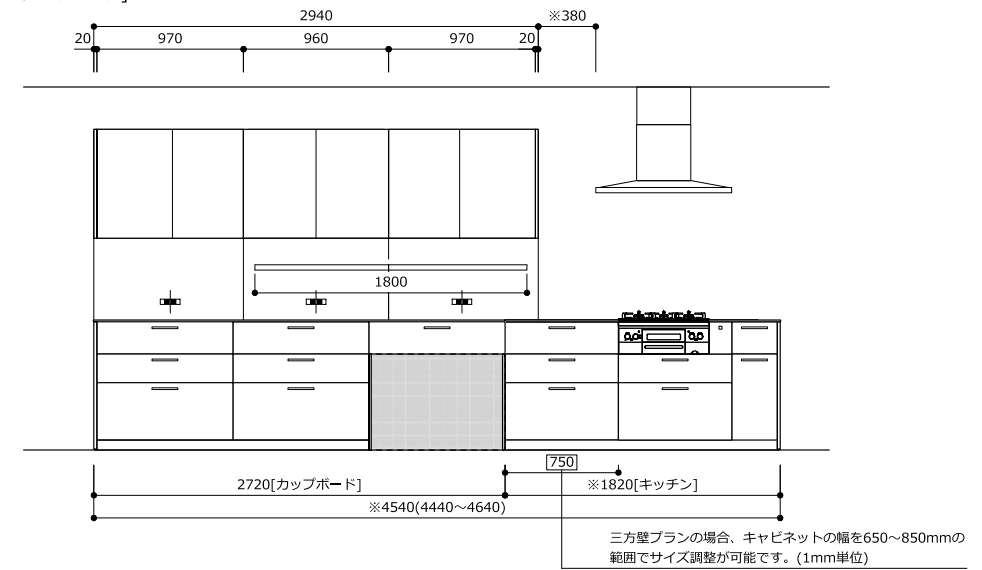 2940
※380
20
970
960
970
20
1800
750
2720[カップボード]
※1820[キッチン]
※4540(4440～4640)
三方壁プランの場合、キャビネットの幅を650～850mmの
範囲でサイズ調整が可能です。(1mm単位)